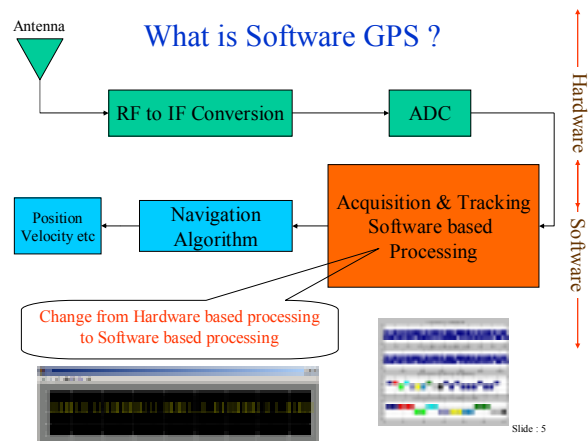 Antenna
What is Software GPS ?
RF to IF Conversion
ADC
Hardware
Software
Acquisition & Tracking
Software based
Processing
Navigation
Algorithm
Position
Velocity etc
Change from Hardware based processing
to Software based processing
Slide : 5